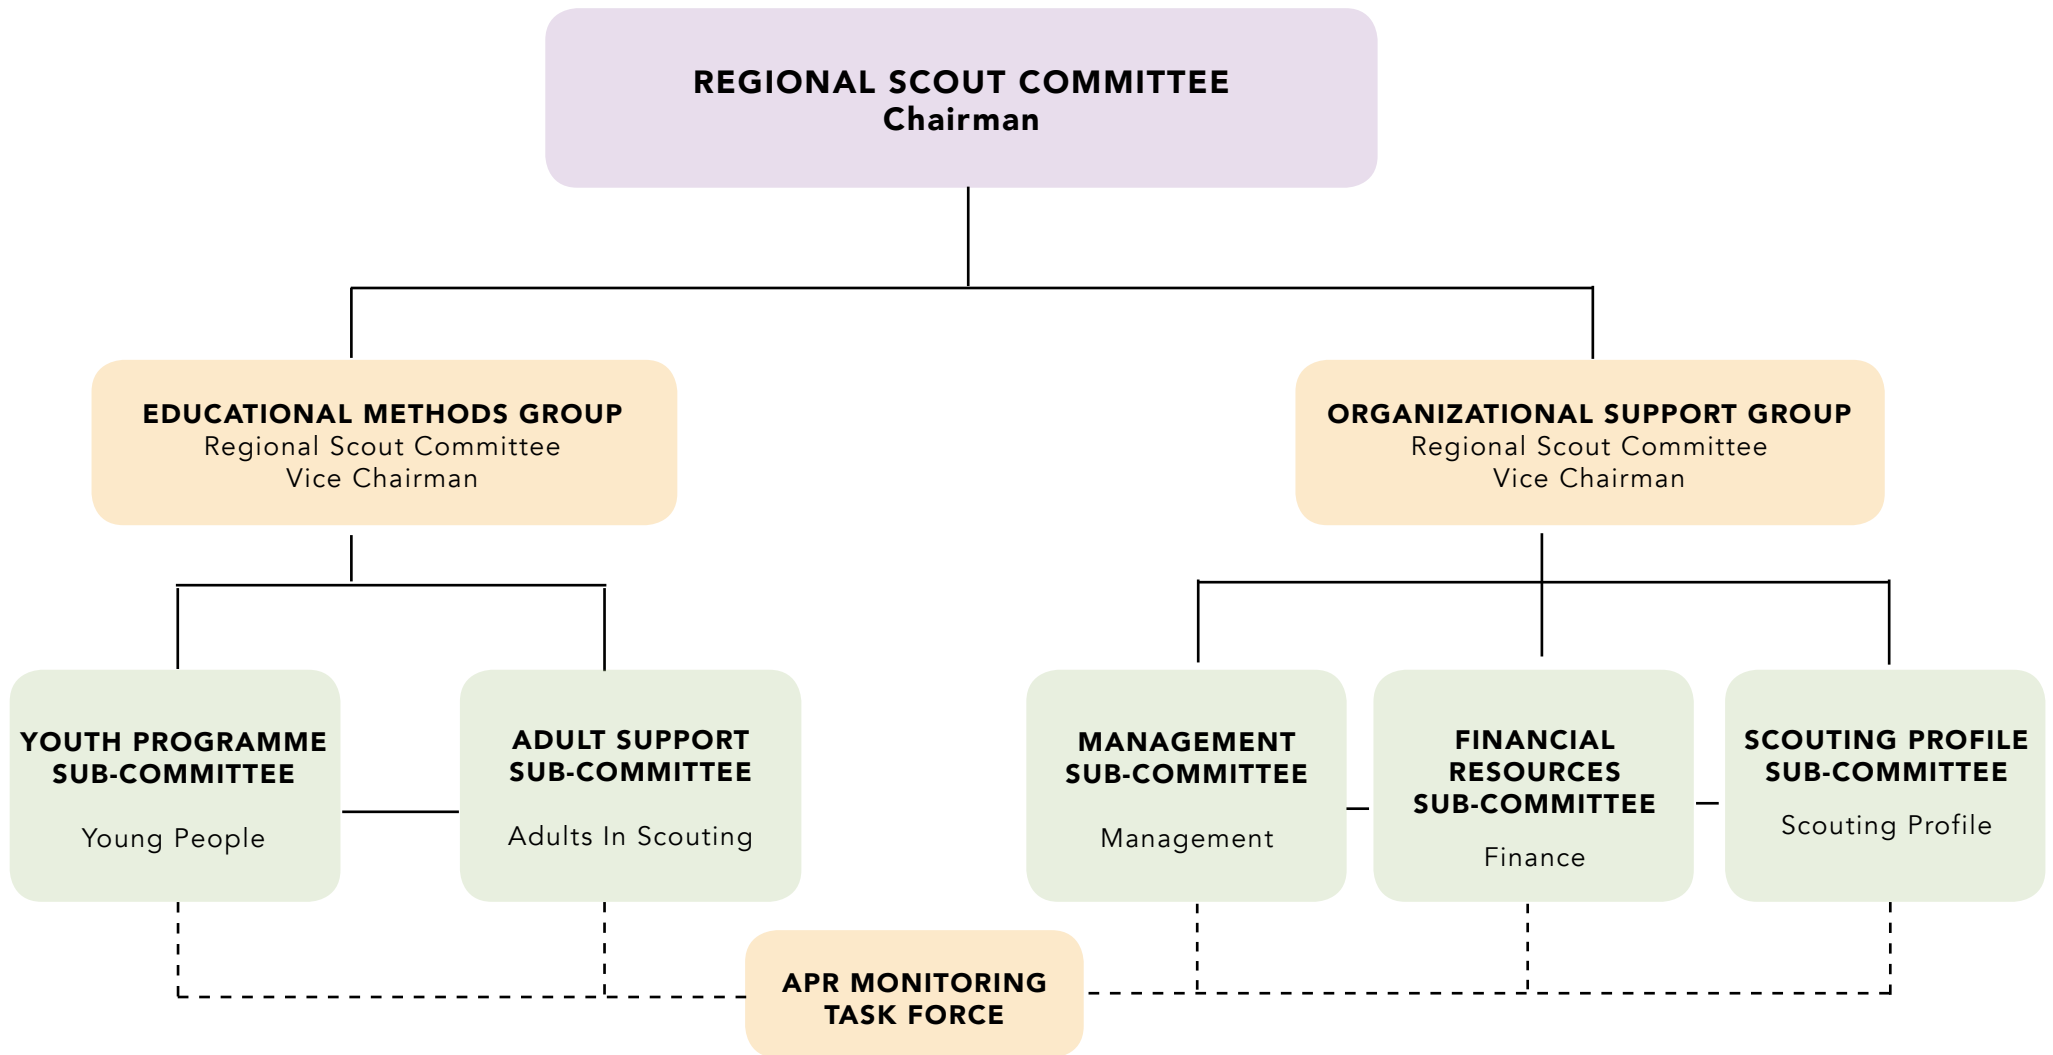 REGIONAL SCOUT COMMITTEE
Chairman
EDUCATIONAL METHODS GROUP
Regional Scout Committee
Vice Chairman
ORGANIZATIONAL SUPPORT GROUP
Regional Scout Committee
Vice Chairman
YOUTH PROGRAMME
SUB-COMMITTEE
Young People
ADULT SUPPORT
SUB-COMMITTEE
Adults In Scouting
MANAGEMENT
SUB-COMMITTEE
Management
FINANCIAL
RESOURCES
SUB-COMMITTEE
Finance
SCOUTING PROFILE
SUB-COMMITTEE
Scouting Profile
APR MONITORING
TASK FORCE